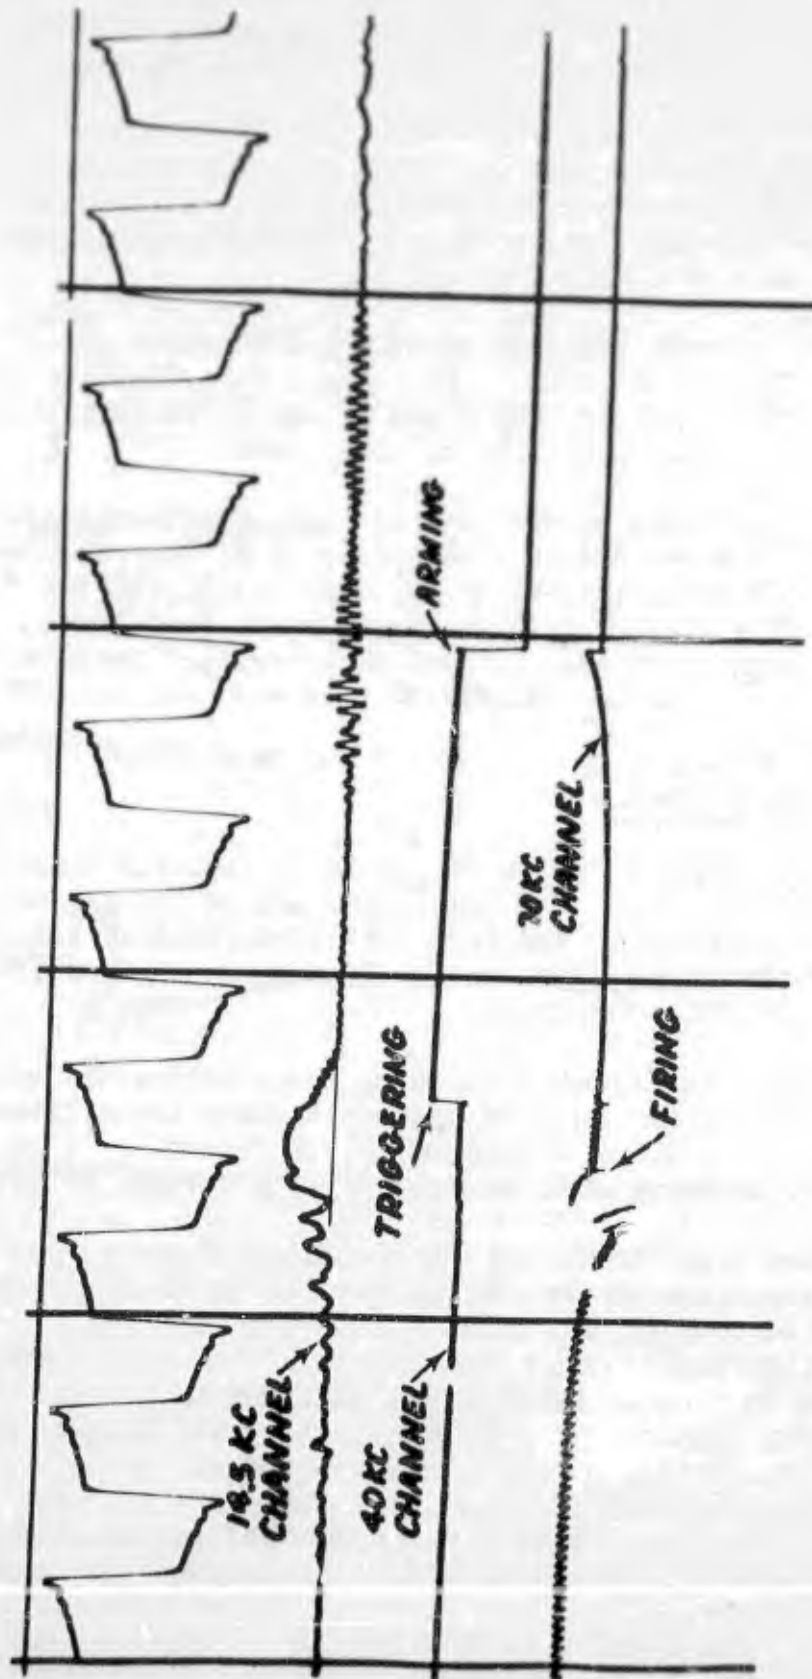 14.5 KC
CHANNEL
40 KC
CHANNEL
TRIGGERING
ARMING
70 KC
CHANNEL
FIRING